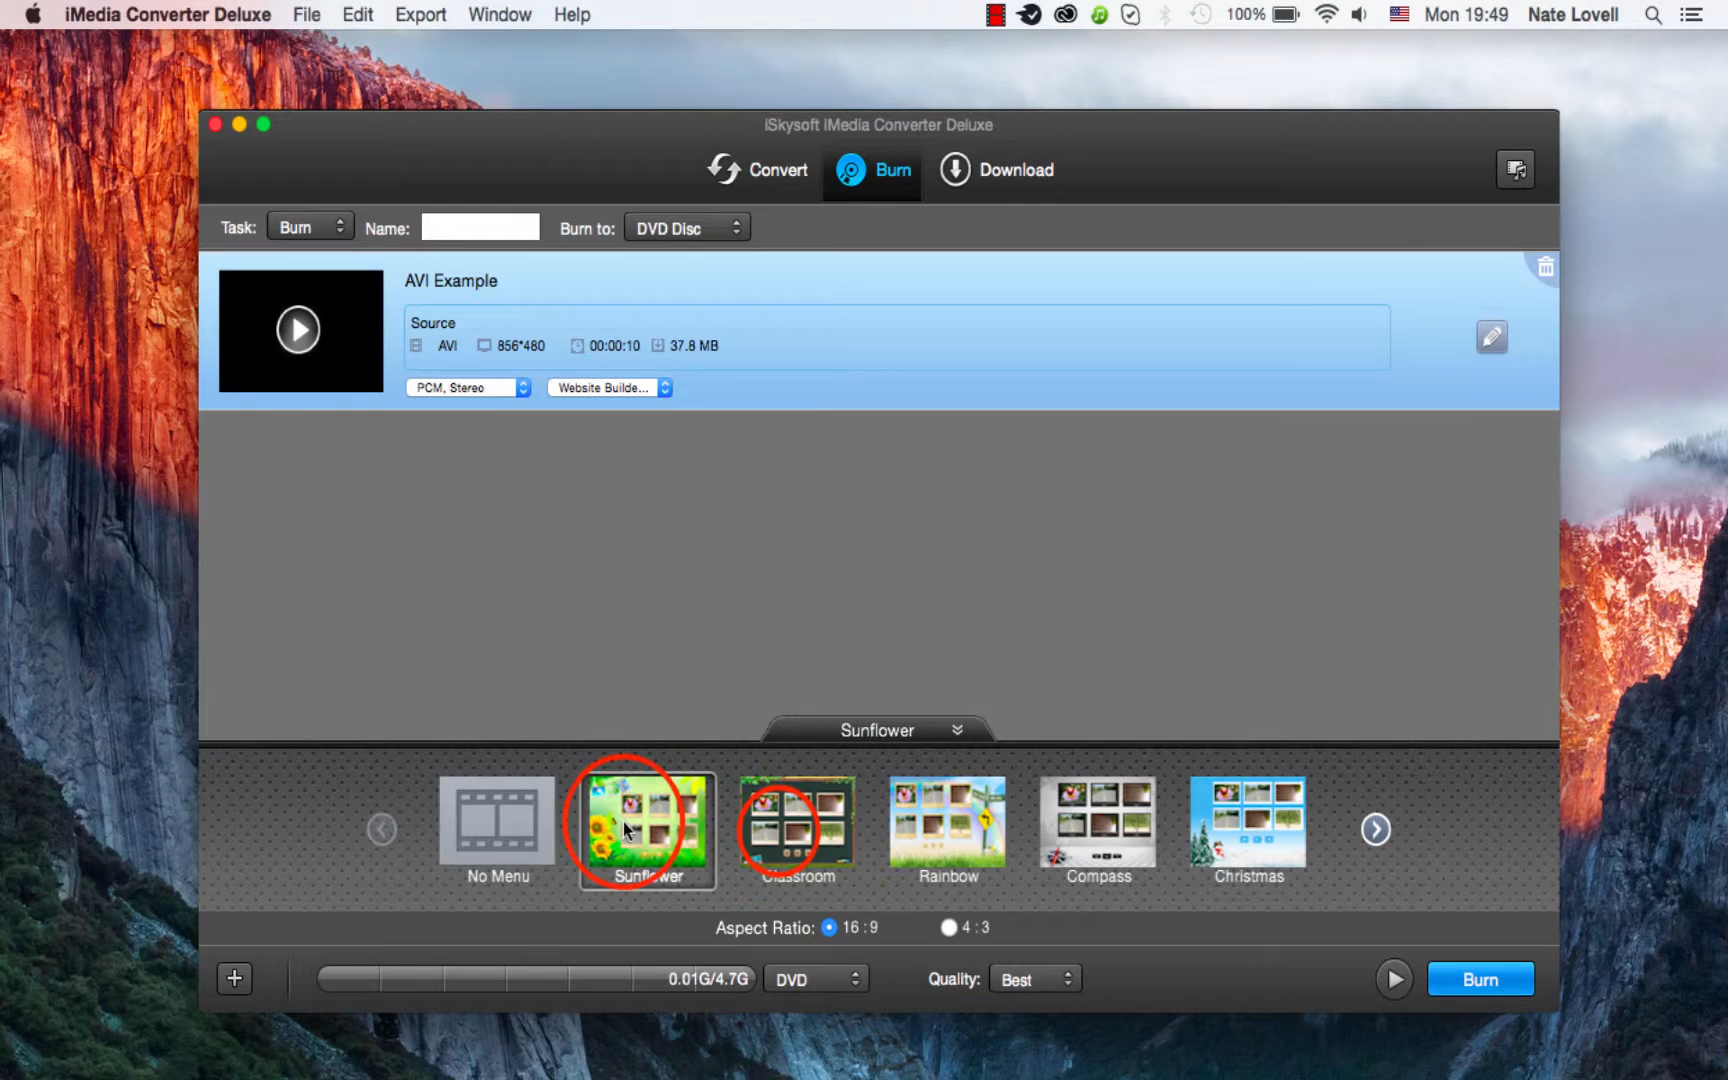 iMedia Converter Deluxe File Edit Export Window Help 100% Mon 19:49 Nate Lovell
iSkysoft iMedia Converter Deluxe
Convert Burn Download
Task: Burn Name: Burn to: DVD Disc
AVI Example
Source
AVI 856*480 00:00:10 37.8 MB
PCM, Stereo Website Builde...
Sunflower
No Menu Sunflower Classroom Rainbow Compass Christmas
Aspect Ratio: 16:9 4:3
0.01G/4.7G DVD Quality: Best Burn